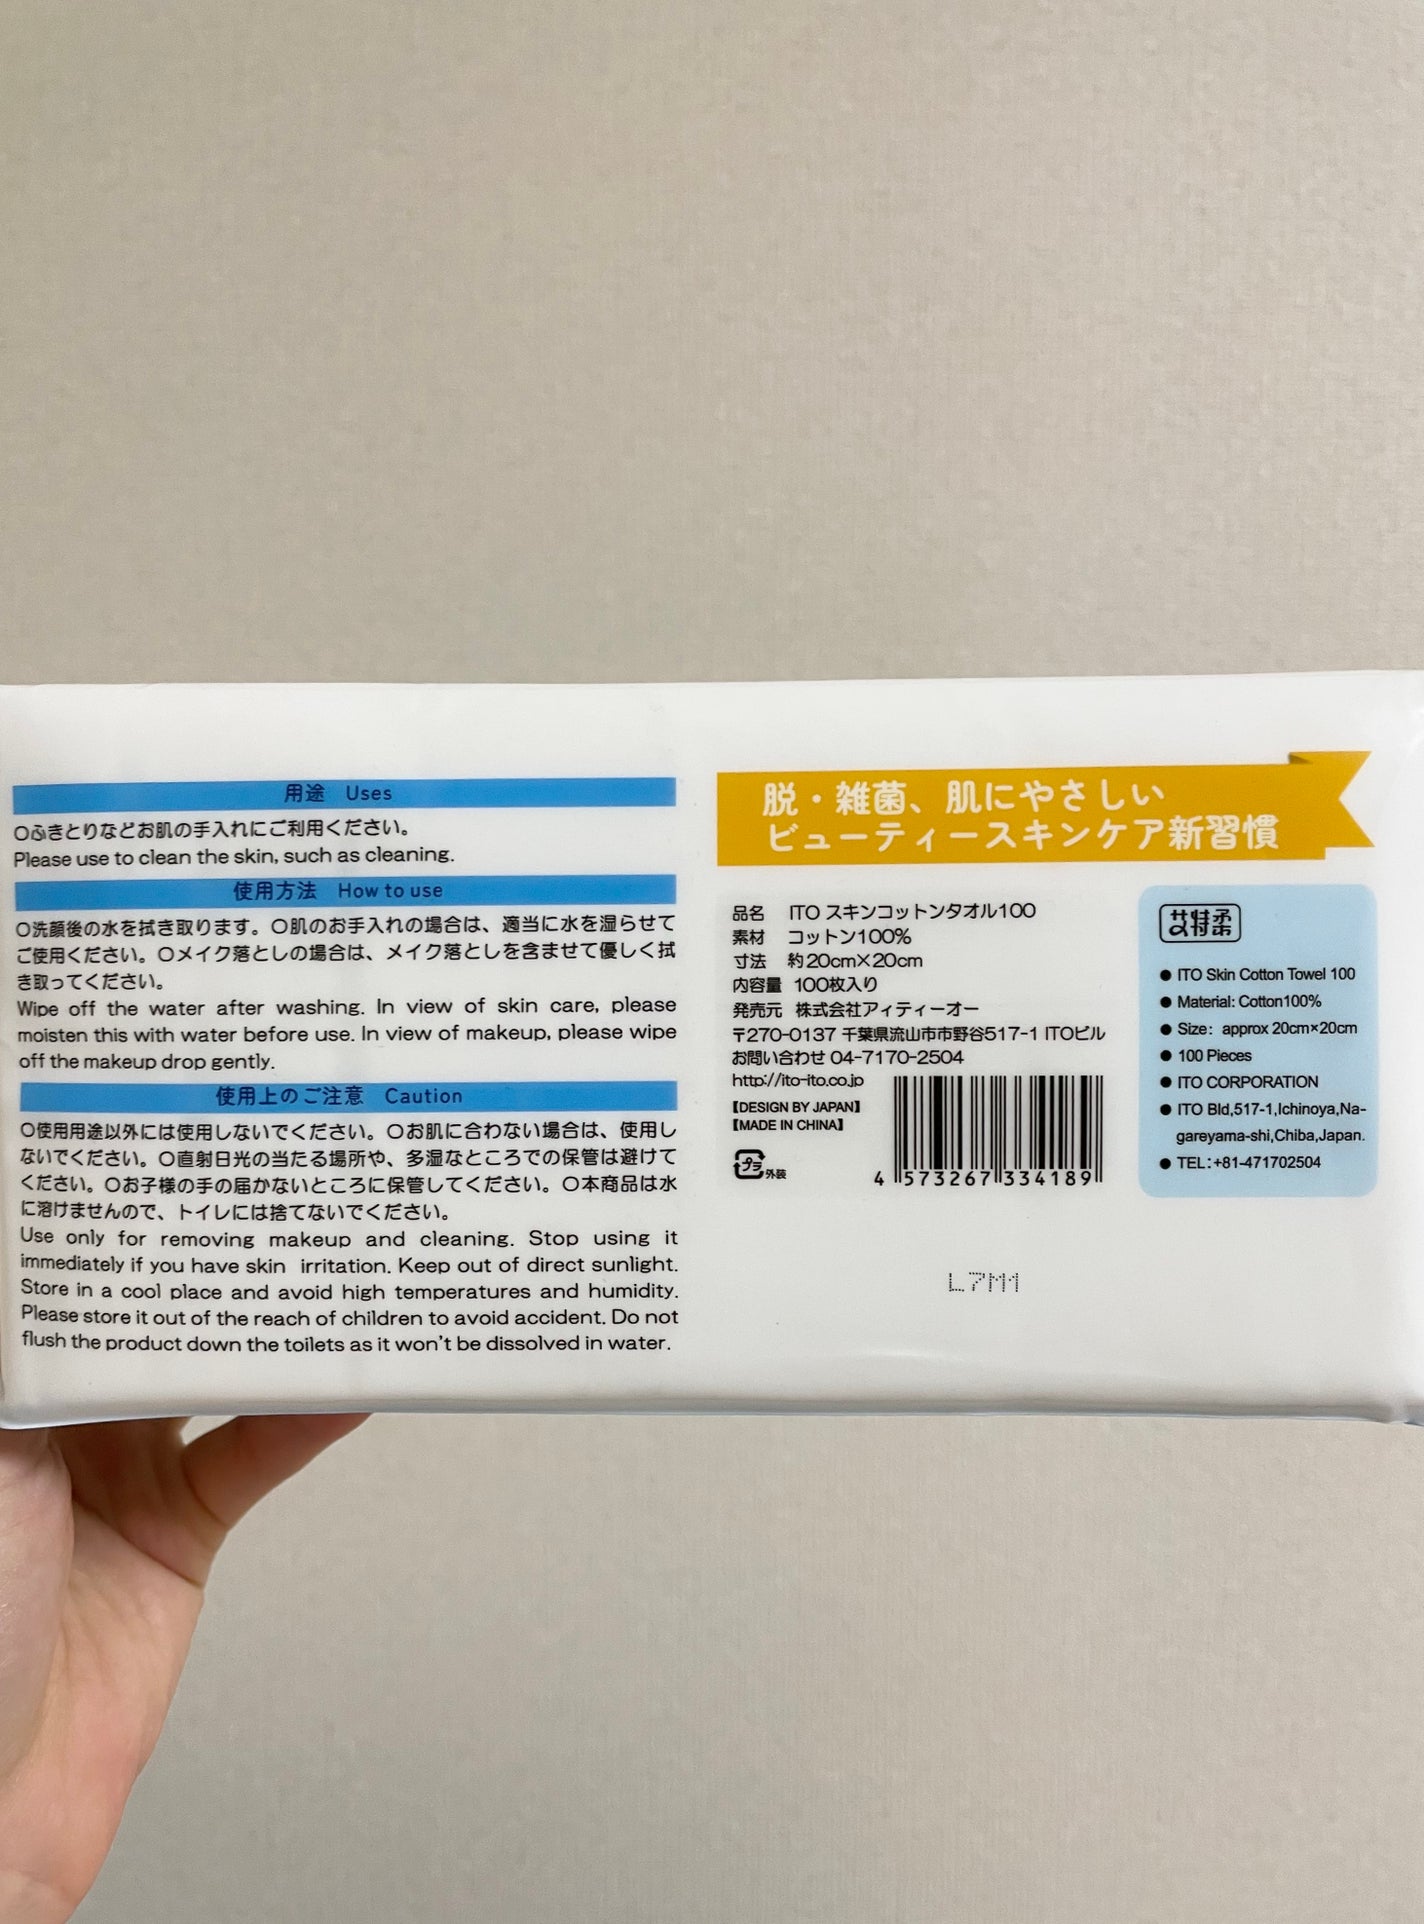 用途 Uses
〇ふきとりなどお肌の手入れにご利用ください。
Please use to clean the skin, such as cleaning.
使用方法 How to use
〇洗顔後の水を拭き取ります。〇肌のお手入れの場合は、適当に水を湿らせて
ご使用ください。〇メイク落としの場合は、メイク落としを含ませて優しく拭
き取ってください。
Wipe off the water after washing. In view of skin care, please
moisten this with water before use. In view of makeup, please wipe
off the makeup drop gently.
使用上のご注意 Caution
〇使用用途以外には使用しないでください。〇お肌に合わない場合は、使用し
ないでください。〇直射日光の当たる場所や、多湿なところでの保管は避けて
ください。〇お子様の手の届かないところに保管してください。〇本商品は水
に溶けませんので、トイレには捨てないでください。
Use only for removing makeup and cleaning. Stop using it
immediately if you have skin irritation. Keep out of direct sunlight.
Store in a cool place and avoid high temperatures and humidity.
Please store it out of the reach of children to avoid accident. Do not
flush the product down the toilets as it won't be dissolved in water.
脱・雑菌、肌にやさしい
ビューティースキンケア新習慣
品名 ITO スキンコットンタオル100
素材 コットン100%
寸法 約20cm×20cm
内容量 100枚入り
発売元 株式会社アィティーオー
〒270-0137 千葉県流山市市野谷517-1 ITOビル
お問い合わせ 04-7170-2504
http://ito-ito.co.jp
【DESIGN BY JAPAN】
【MADE IN CHINA】
プラ 外装
4 573267 334189
L7M1
● ITO Skin Cotton Towel 100
● Material: Cotton100%
● Size: approx 20cm×20cm
● 100 Pieces
● ITO CORPORATION
● ITO Bld,517-1,Ichinoya,Na-
gareyama-shi,Chiba,Japan.
● TEL:+81-471702504